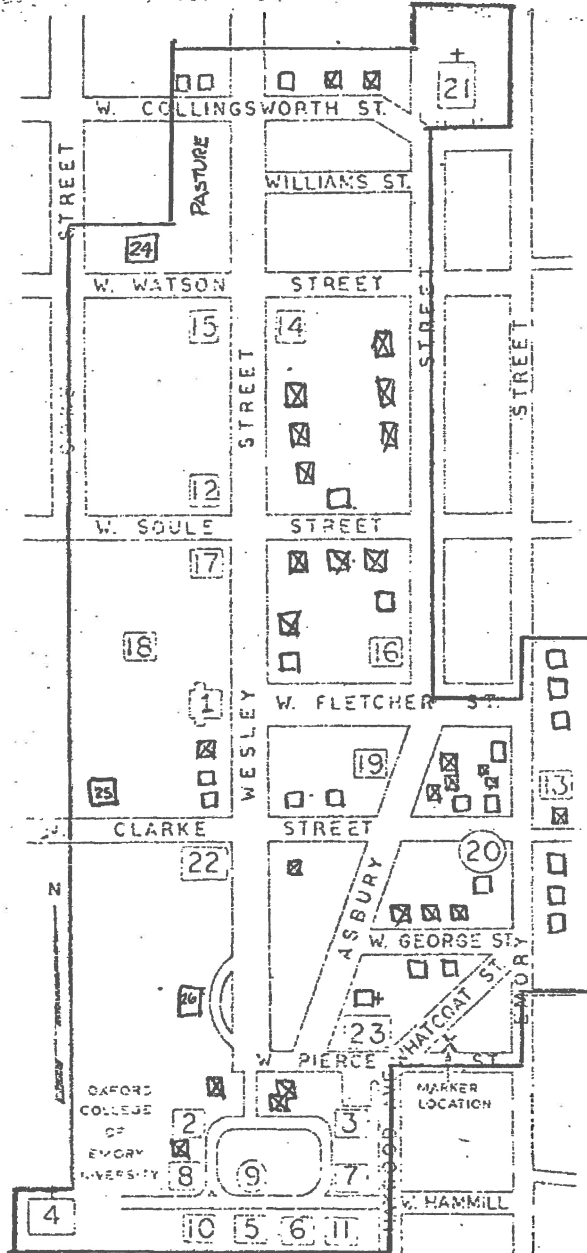 21
W. COLLINGSWORTH ST.
STREET
PASTURE
WILLIAMS ST.
24
W. WATSON STREET
STREET
STREET
15
14
STREET
12
W. SOULE STREET
17
18
16
1
W. FLETCHER ST.
WESLEY
19
13
25
W. CLARKE STREET
20
22
ASBURY
N
W. GEORGE ST.
EMORY
WHATCOAT ST.
26
23
W. PIERCE ST.
MARKER
LOCATION
OXFORD
COLLEGE
OF
EMORY
UNIVERSITY
2
3
8
9
7
4
W. HAMMILL
10
5
6
11